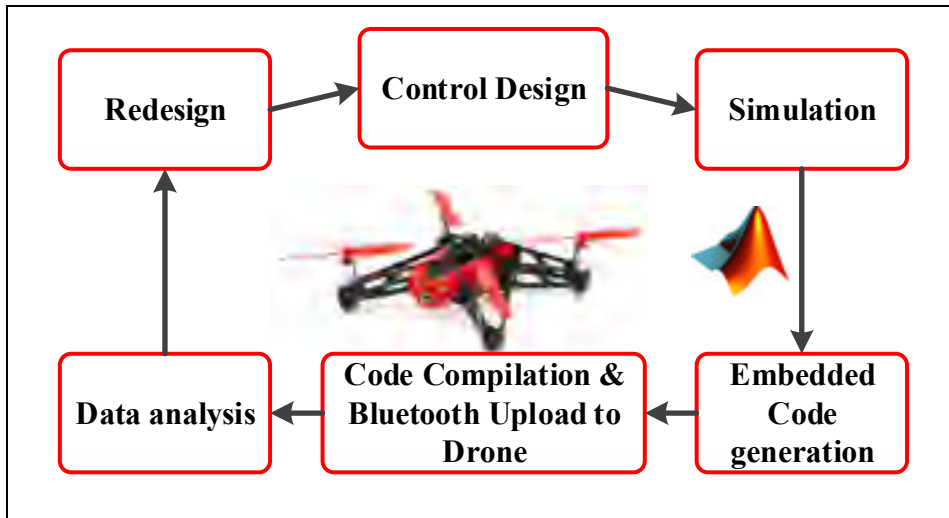 Redesign
Control Design
Simulation
Data analysis
Code Compilation &
Bluetooth Upload to
Drone
Embedded
Code
generation